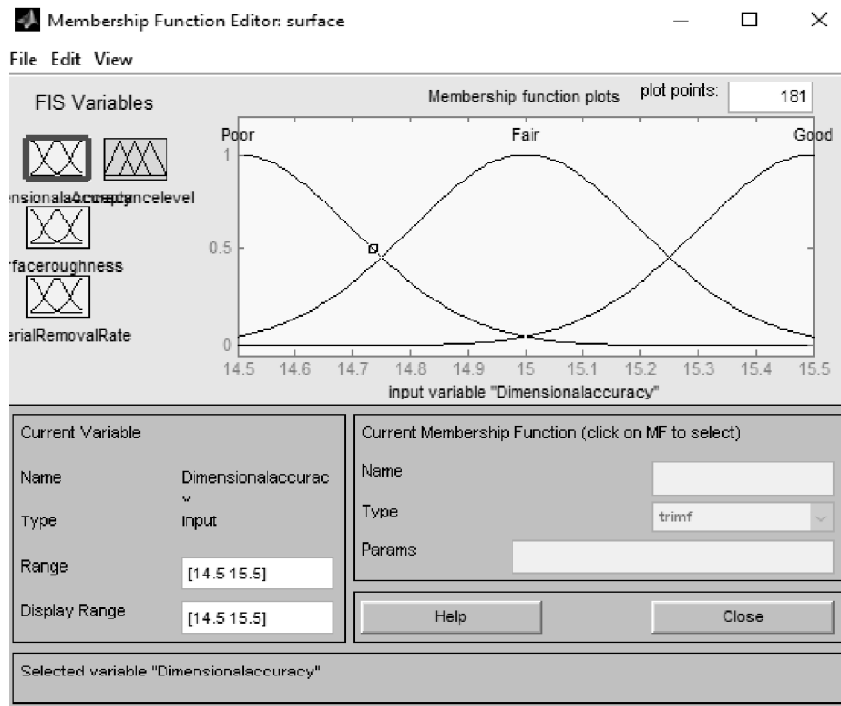 Membership Function Editor: surface
File Edit View
FIS Variables
Membership function plots plot points: 181
Poor Fair Good
1
0.5
0
14.5 14.6 14.7 14.8 14.9 15 15.1 15.2 15.3 15.4 15.5
input variable "Dimensionalaccuracy"
rfaceroughness
erialRemovalRate
Current Variable
Name Dimensionalaccurac
y
Type input
Range [14.5 15.5]
Display Range [14.5 15.5]
Current Membership Function (click on MF to select)
Name
Type trimf
Params
Help Close
Selected variable "Dimensionalaccuracy"